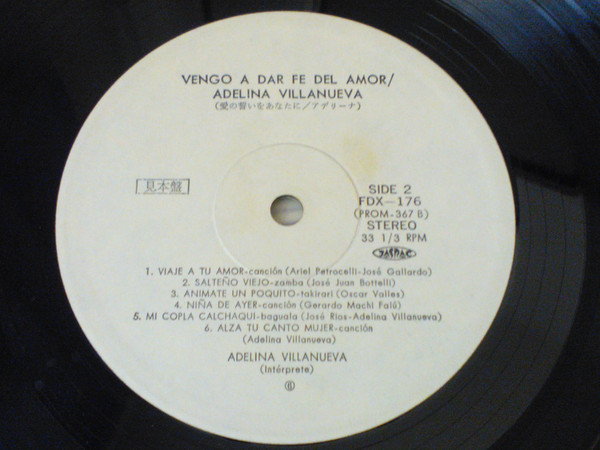 VENGO A DAR FE DEL AMOR/
ADELINA VILLANUEVA
(愛の誓いをあなたに/アデリーナ)
見本盤
SIDE 2
FDX-176
(PROM-367 B)
STEREO
33 1/3 RPM
JASRAC
1. VIAJE A TU AMOR-canción (Ariel Petrocelli-José Gallardo)
2. SALTEÑO VIEJO-zamba (José Juan Bottelli)
3. ANIMATE UN POQUITO-takirari (Oscar Valles)
4. NIÑA DE AYER-canción (Gerardo Machi Falú)
5. MI COPLA CALCHAQUI-baguala (José Rios-Adelina Villanueva)
6. ALZA TU CANTO MUJER-canción
(Adelina Villanueva)
ADELINA VILLANUEVA
(Intérprete)